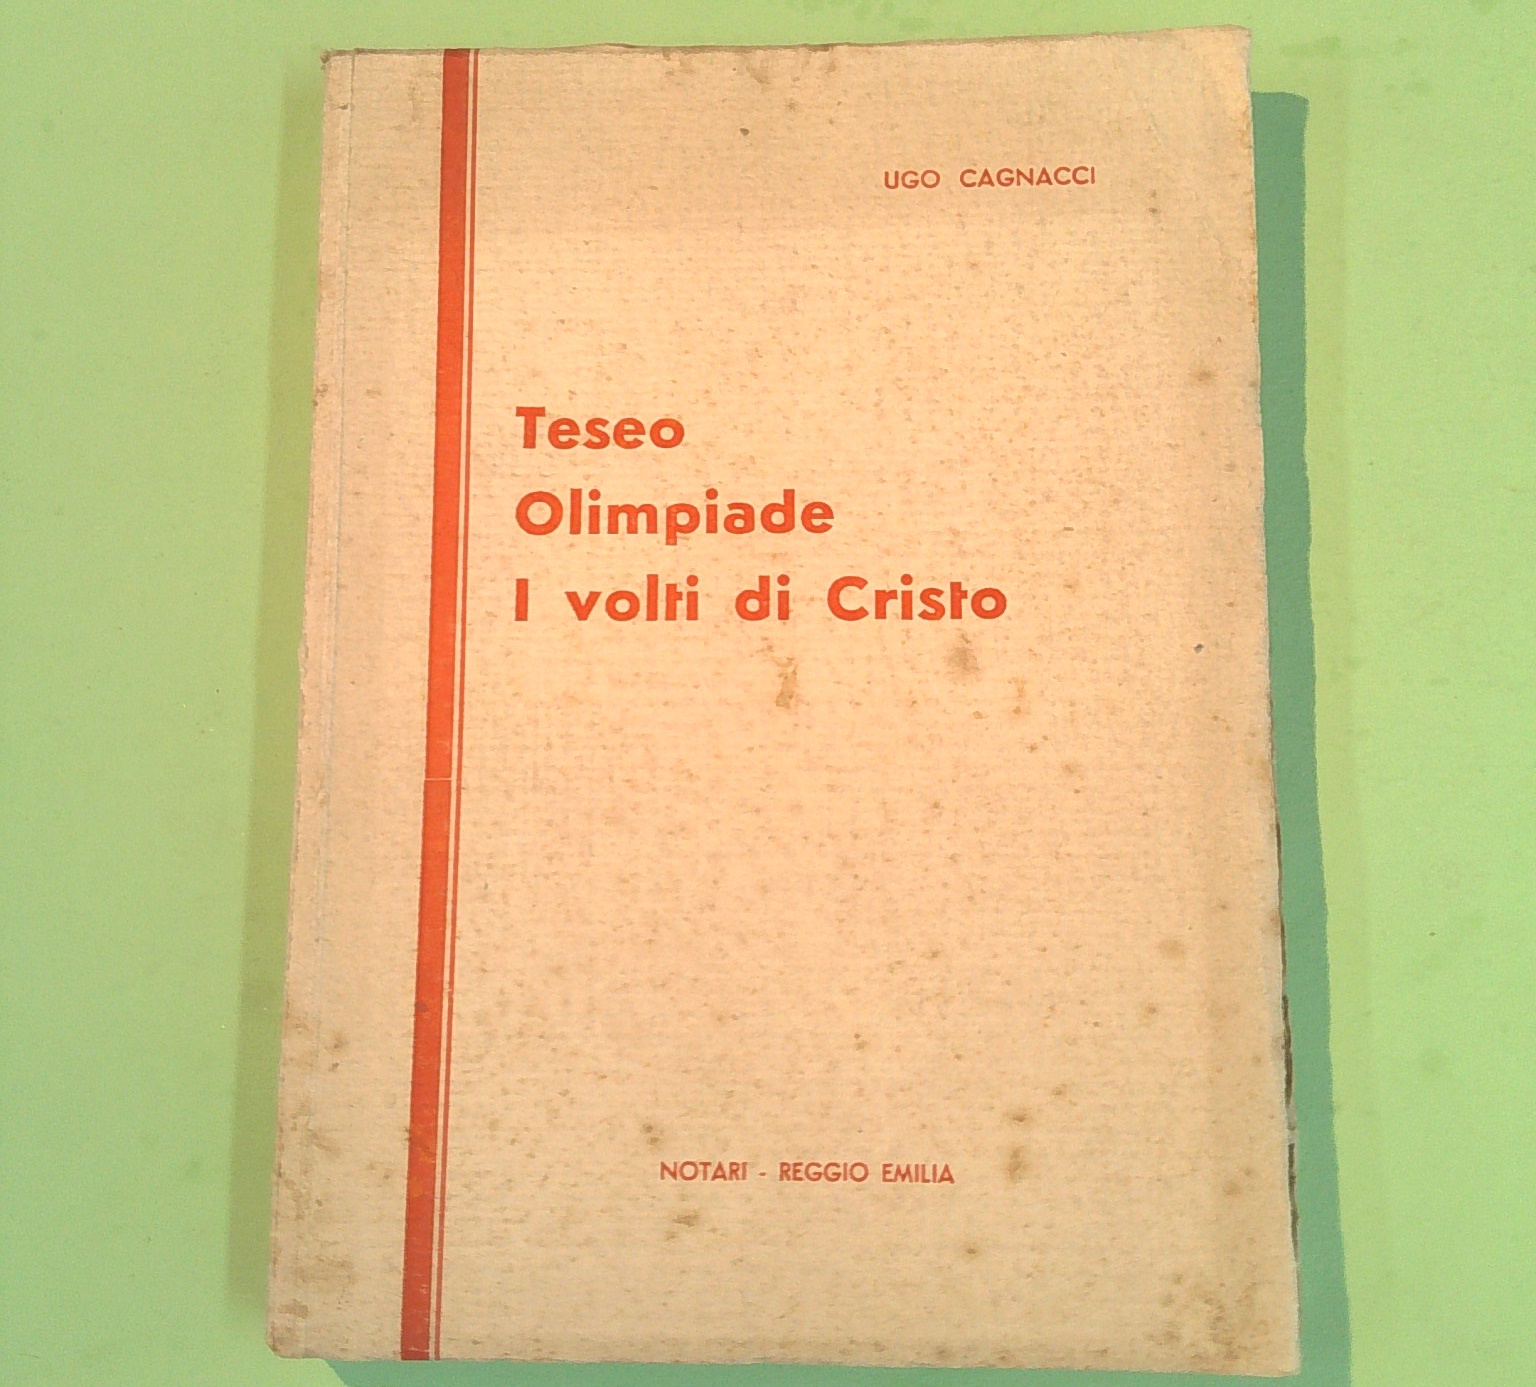 UGO CAGNACCI
Teseo
Olimpiade
I volti di Cristo
NOTARI - REGGIO EMILIA